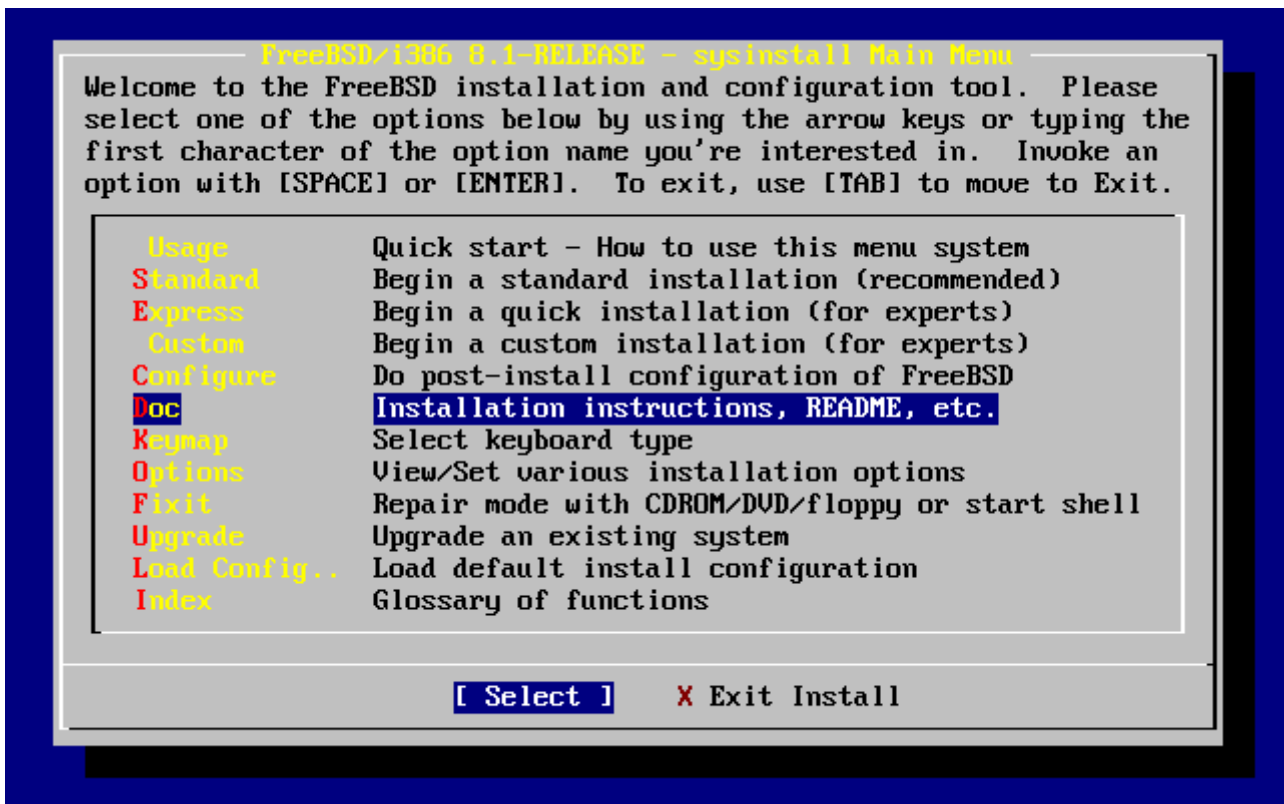 FreeBSD/i386 8.1-RELEASE - sysinstall Main Menu
Welcome to the FreeBSD installation and configuration tool.  Please
select one of the options below by using the arrow keys or typing the
first character of the option name you're interested in.  Invoke an
option with [SPACE] or [ENTER].  To exit, use [TAB] to move to Exit.
Usage Quick start - How to use this menu system
Standard Begin a standard installation (recommended)
Express Begin a quick installation (for experts)
Custom Begin a custom installation (for experts)
Configure Do post-install configuration of FreeBSD
Doc Installation instructions, README, etc.
Keymap Select keyboard type
Options View/Set various installation options
Fixit Repair mode with CDROM/DVD/floppy or start shell
Upgrade Upgrade an existing system
Load Config.. Load default install configuration
Index Glossary of functions
[ Select ] X Exit Install